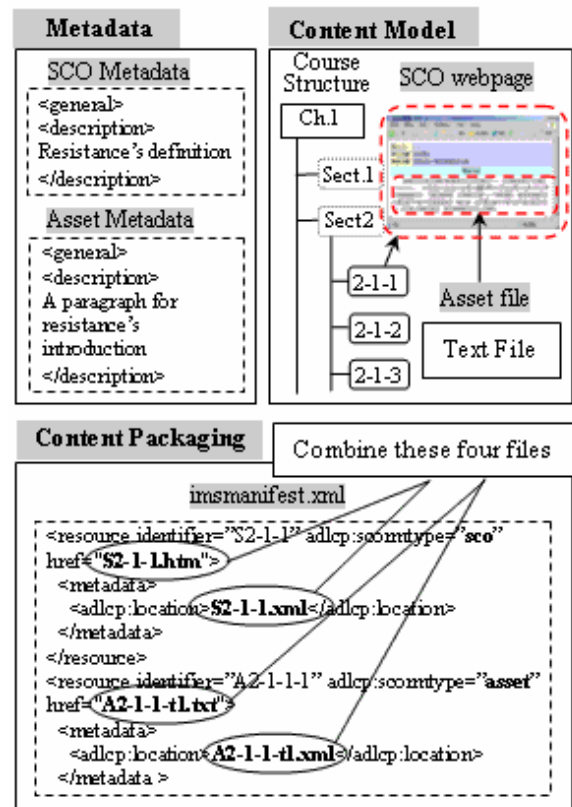 Metadata
SCO Metadata
<general>
<description>
Resistance's definition
</description>
Asset Metadata
<general>
<description>
A paragraph for
resistance's
introduction
</description>
Content Model
Course
Structure
SCO webpage
Ch.1
Sect.1
Sect2
2-1-1
2-1-2
2-1-3
Asset file
Text File
Content Packaging
Combine these four files
imsmanifest.xml
<resource identifier="S2-1-1" adlcp:scormtype="sco"
href="S2-1-1.htm">
<metadata>
<adlcp:location>S2-1-1.xml</adlcp:location>
</metadata>
</resource>
<resource identifier="A2-1-1-1" adlcp:scormtype="asset"
href="A2-1-1-t1.txt">
<metadata>
<adlcp:location>A2-1-1-t1.xml</adlcp:location>
</metadata >